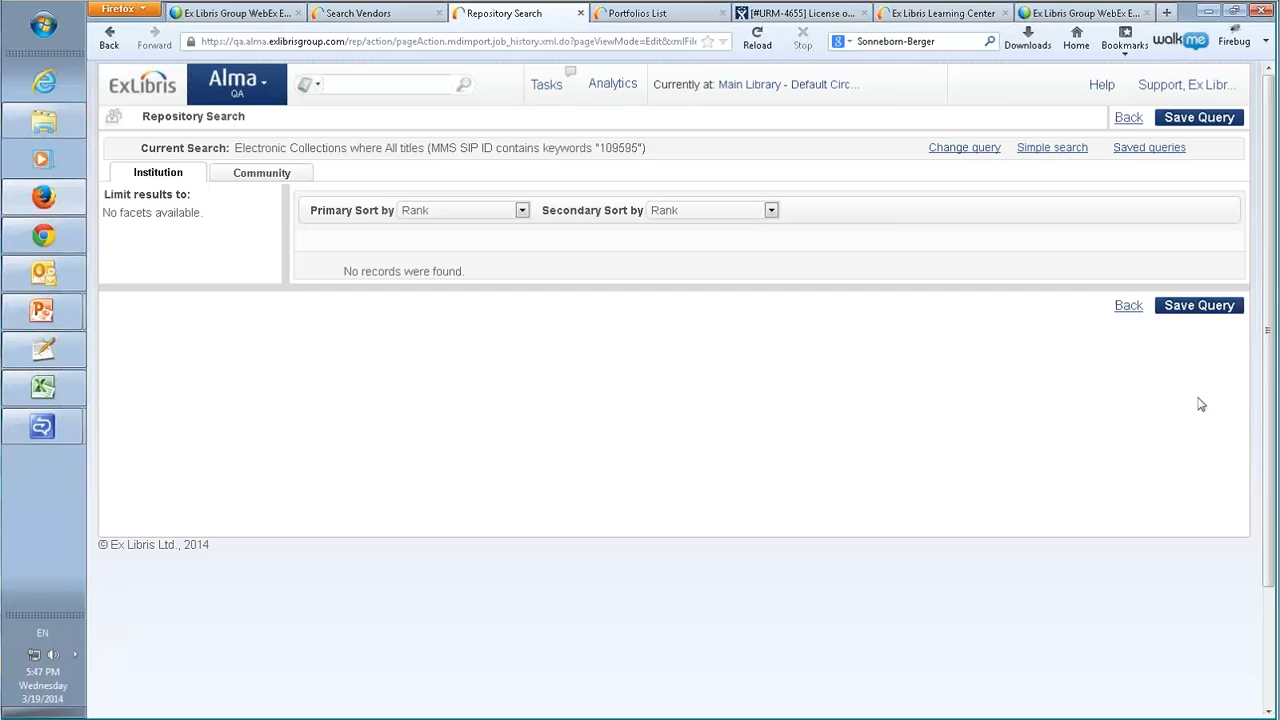 Firefox
Ex Libris Group WebEx E...
Search Vendors
Repository Search
Portfolios List
[#URM-4655] License o...
Ex Libris Learning Center
Ex Libris Group WebEx E...
Back
Forward
https://qa.alma.exlibrisgroup.com/rep/action/pageAction.mdimport.job_history.xml.do?pageViewMode=Edit&xmlFile
Reload
Stop
Sonneborn-Berger
Downloads
Home
Bookmarks
walkme
Firebug
ExLibris
Alma
QA
Tasks
Analytics
Currently at: Main Library - Default Circ...
Help
Support, Ex Libr...
Repository Search
Back
Save Query
Current Search: Electronic Collections where All titles (MMS SIP ID contains keywords "109595")
Change query
Simple search
Saved queries
Institution
Community
Limit results to:
No facets available.
Primary Sort by Rank
Secondary Sort by Rank
No records were found.
Back
Save Query
© Ex Libris Ltd., 2014
EN
5:47 PM
Wednesday
3/19/2014